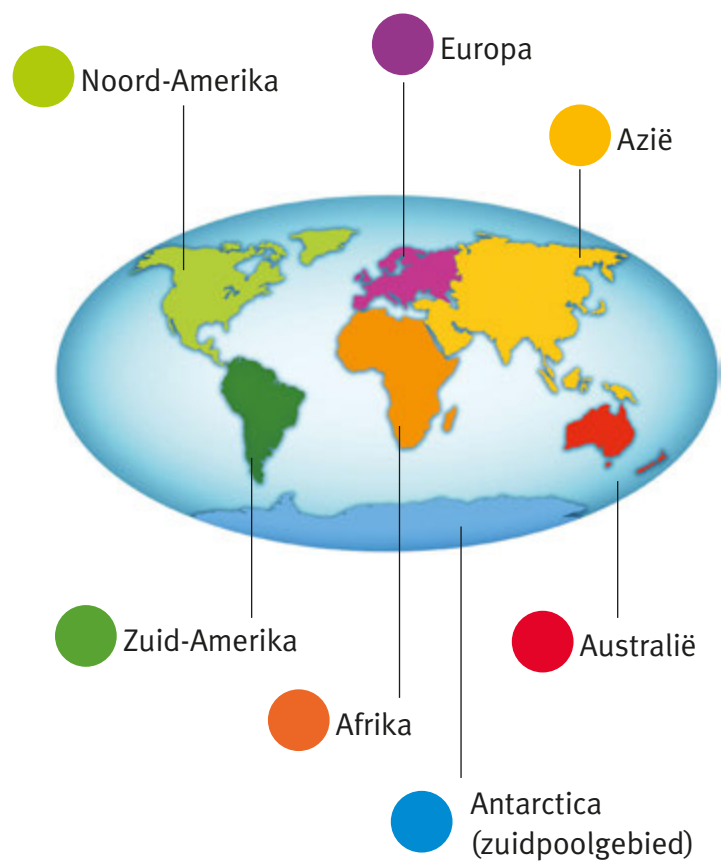 Europa
Noord-Amerika
Azië
Zuid-Amerika
Australië
Afrika
Antarctica
(zuidpoolgebied)